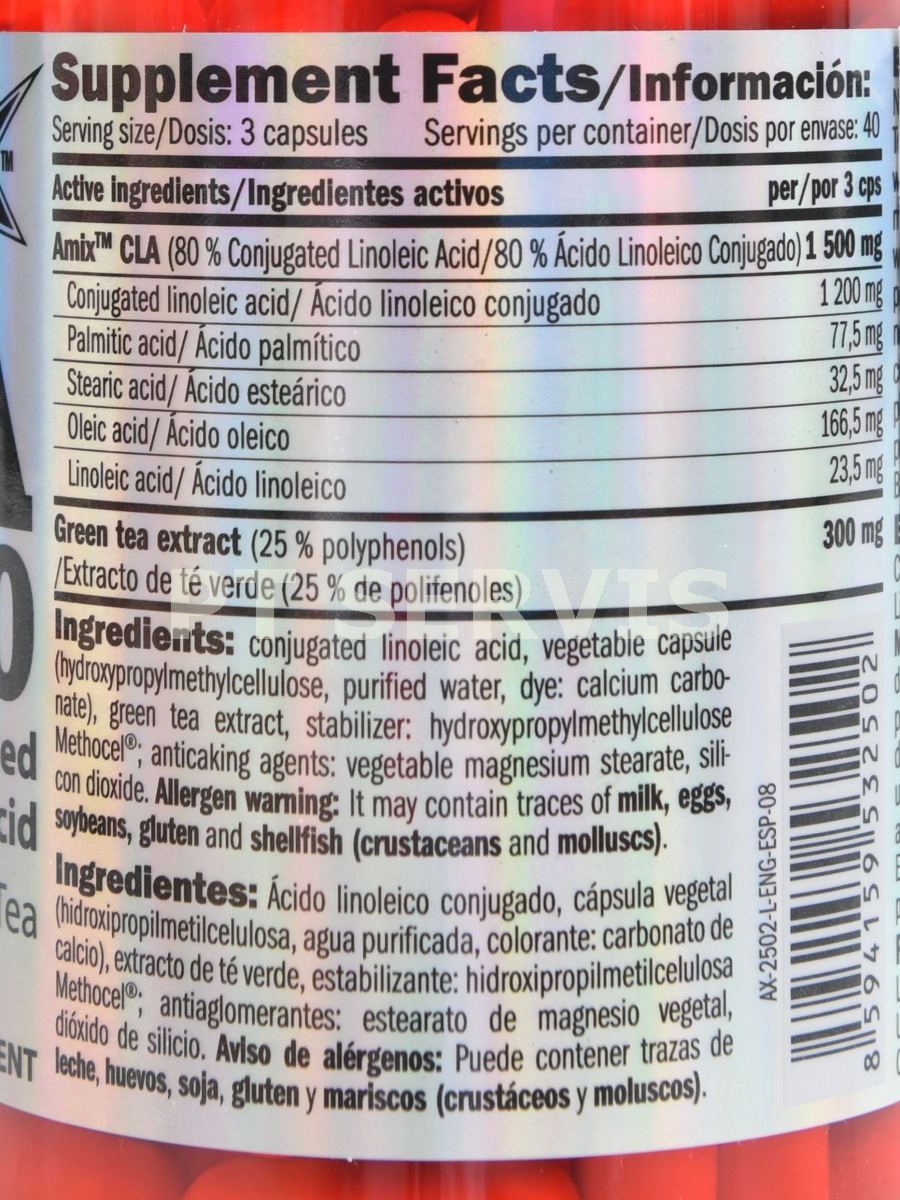 Supplement Facts/Información:
Serving size/Dosis: 3 capsules Servings per container/Dosis por envase: 40
TM
Active ingredients/Ingredientes activos per/por 3 cps
Amix™ CLA (80 % Conjugated Linoleic Acid/80 % Ácido Linoleico Conjugado) 1 500 mg
Conjugated linoleic acid/ Ácido linoleico conjugado 1 200 mg
Palmitic acid/ Ácido palmítico 77,5 mg
Stearic acid/ Ácido esteárico 32,5 mg
Oleic acid/ Ácido oleico 166,5 mg
Linoleic acid/ Ácido linoleico 23,5 mg
Green tea extract (25 % polyphenols) 300 mg
/Extracto de té verde (25 % de polifenoles)
PT SERVIS
Ingredients: conjugated linoleic acid, vegetable capsule
(hydroxypropylmethylcellulose, purified water, dye: calcium carbo-
nate), green tea extract, stabilizer: hydroxypropylmethylcellulose
Methocel®; anticaking agents: vegetable magnesium stearate, sili-
con dioxide. Allergen warning: It may contain traces of milk, eggs,
soybeans, gluten and shellfish (crustaceans and molluscs).
Ingredientes: Ácido linoleico conjugado, cápsula vegetal
(hidroxipropilmetilcelulosa, agua purificada, colorante: carbonato de
calcio), extracto de té verde, estabilizante: hidroxipropilmetilcelulosa
Methocel®; antiaglomerantes: estearato de magnesio vegetal,
dióxido de silicio. Aviso de alérgenos: Puede contener trazas de
leche, huevos, soja, gluten y mariscos (crustáceos y moluscos).
AX-2502-L-ENG-ESP-08
8594159532502
ed
cid
Tea
ENT